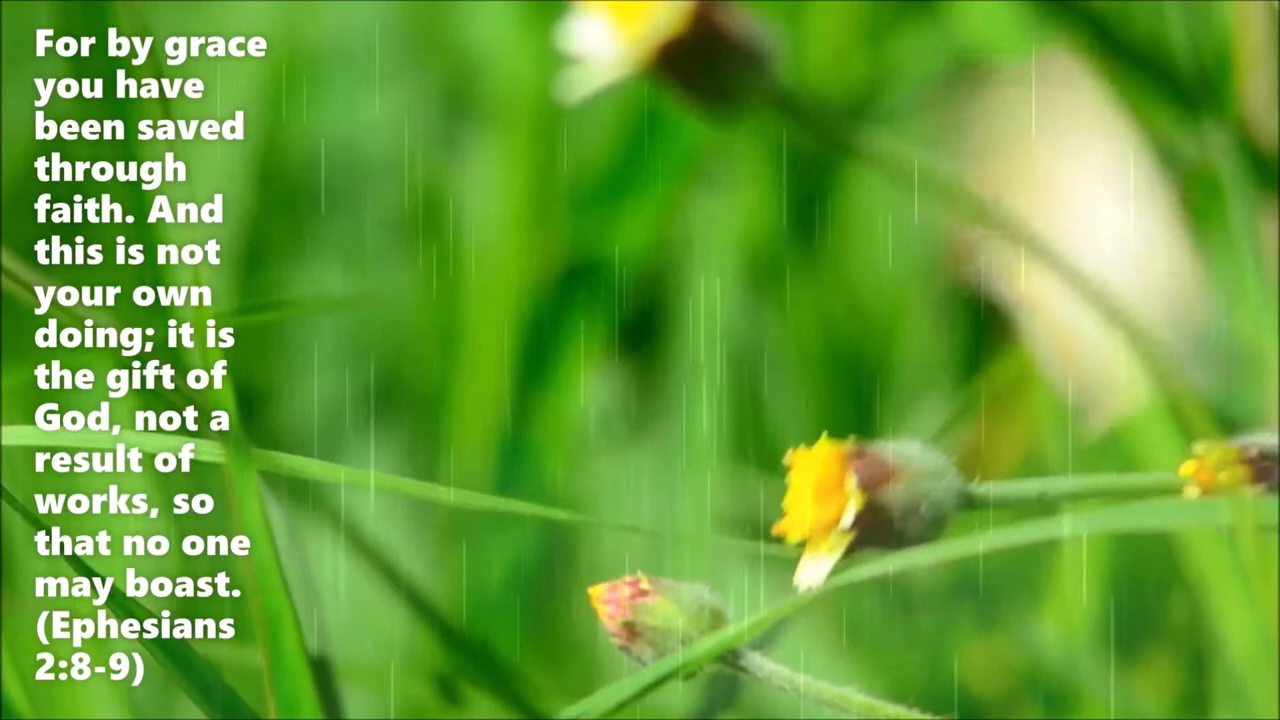 For by grace
you have
been saved
through
faith. And
this is not
your own
doing; it is
the gift of
God, not a
result of
works, so
that no one
may boast.
(Ephesians
2:8-9)